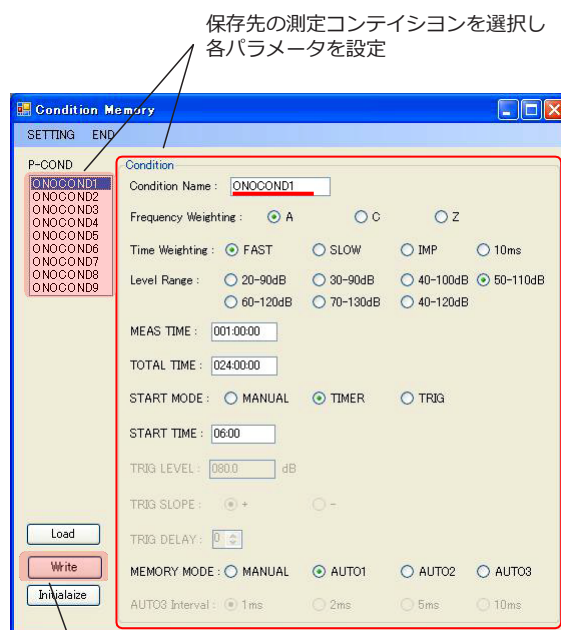 保存先の測定コンテイシヨンを選択し
各パラメータを設定
Condition Memory
SETTING END
P-COND
ONOCOND1
ONOCOND2
ONOCOND3
ONOCOND4
ONOCOND5
ONOCOND6
ONOCOND7
ONOCOND8
ONOCOND9
Condition
Condition Name : ONOCOND1
Frequency Weighting : A C Z
Time Weighting : FAST SLOW IMP 10ms
Level Range : 20-90dB 30-90dB 40-100dB 50-110dB
60-120dB 70-130dB 40-120dB
MEAS TIME : 001:00:00
TOTAL TIME : 024:00:00
START MODE : MANUAL TIMER TRIG
START TIME : 06:00
TRIG LEVEL : 080.0 dB
TRIG SLOPE : + -
TRIG DELAY : 0
MEMORY MODE : MANUAL AUTO1 AUTO2 AUTO3
AUTO3 Interval : 1ms 2ms 5ms 10ms
Load
Write
Initialaize